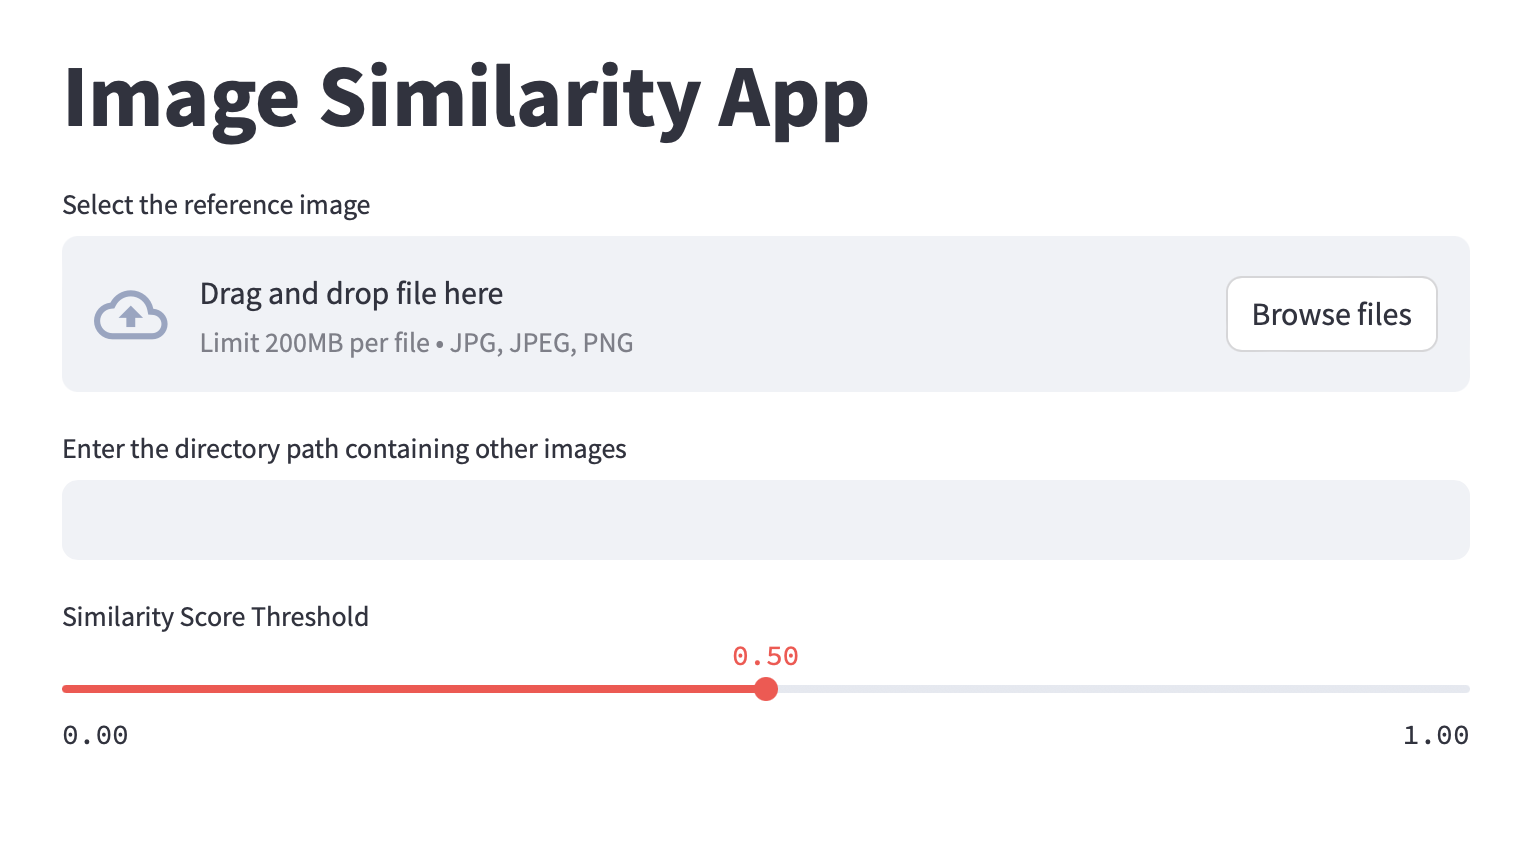 Image Similarity App
Select the reference image
Drag and drop file here
Limit 200MB per file • JPG, JPEG, PNG
Browse files
Enter the directory path containing other images
Similarity Score Threshold
0.50
0.00
1.00